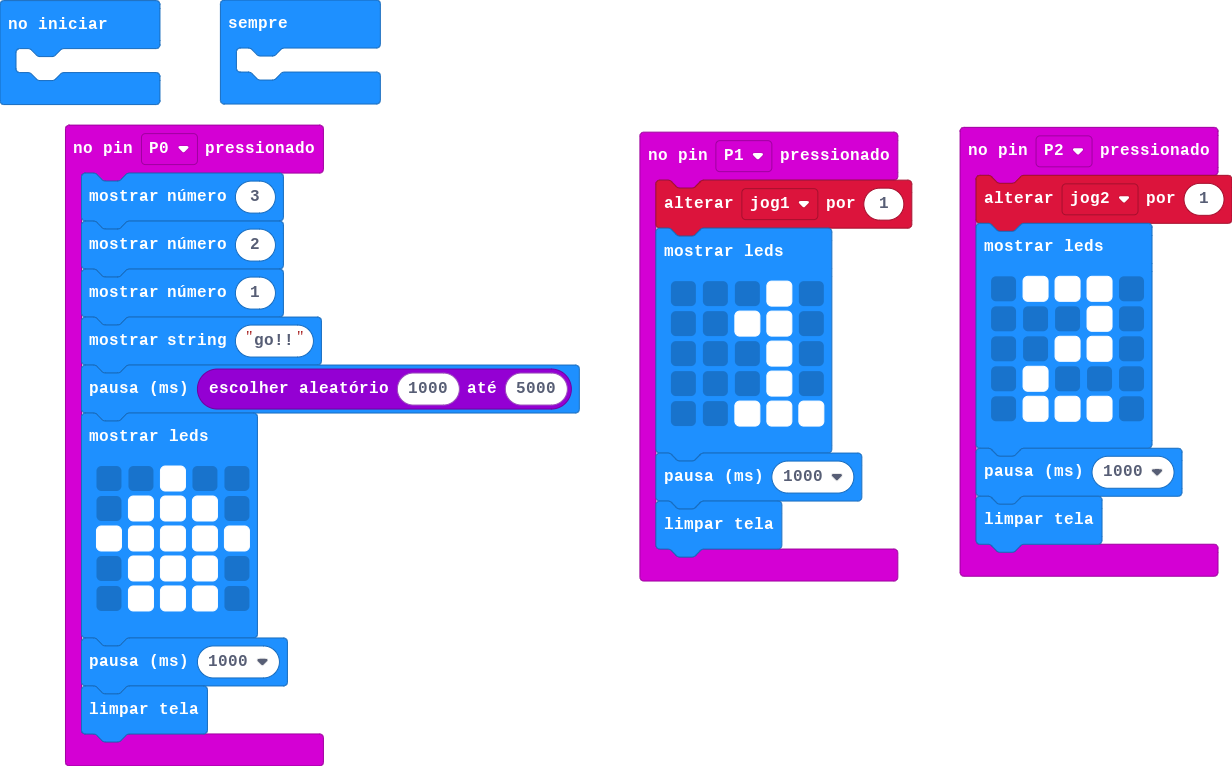 no iniciar
sempre
no pin P0 pressionado
mostrar número 3
mostrar número 2
mostrar número 1
mostrar string "go!!"
pausa (ms) escolher aleatório 1000 até 5000
mostrar leds
pausa (ms) 1000
limpar tela
no pin P1 pressionado
alterar jog1 por 1
mostrar leds
pausa (ms) 1000
limpar tela
no pin P2 pressionado
alterar jog2 por 1
mostrar leds
pausa (ms) 1000
limpar tela